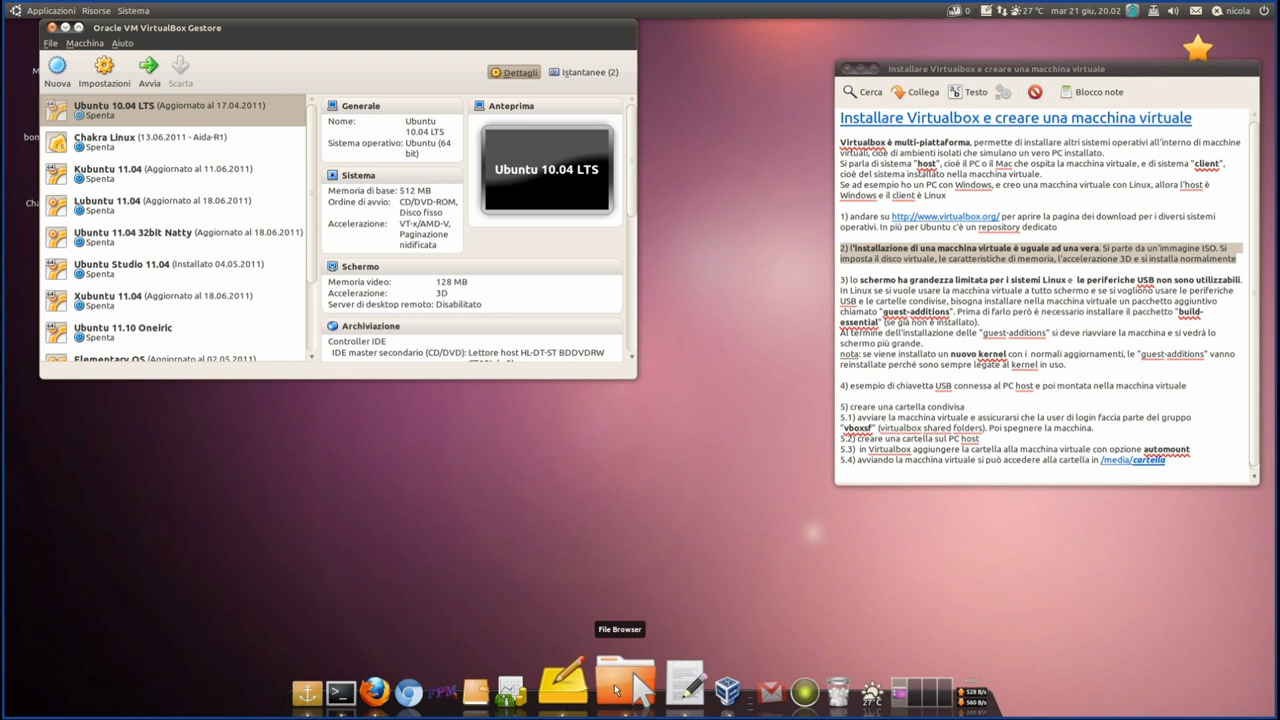 Applicazioni Risorse Sistema
0 27 °C mar 21 giu, 20.02 nicola
Oracle VM VirtualBox Gestore
File Macchina Aiuto
Nuova Impostazioni Avvia Scarta
Dettagli Istantanee (2)
Ubuntu 10.04 LTS (Aggiornato al 17.04.2011)
Spenta
Chakra Linux (13.06.2011 - Aida-R1)
Spenta
Kubuntu 11.04 (Aggiornato al 18.06.2011)
Spenta
Lubuntu 11.04 (Aggiornato al 18.06.2011)
Spenta
Ubuntu 11.04 32bit Natty (Aggiornato al 18.06.2011)
Spenta
Ubuntu Studio 11.04 (Installato 04.05.2011)
Spenta
Xubuntu 11.04 (Aggiornato al 18.06.2011)
Spenta
Ubuntu 11.10 Oneiric
Spenta
Elementary OS (Aggiornato al 02.05.2011)
Generale
Nome: Ubuntu
10.04 LTS
Sistema operativo: Ubuntu (64
bit)
Sistema
Memoria di base: 512 MB
Ordine di avvio: CD/DVD-ROM,
Disco fisso
Accelerazione: VT-x/AMD-V,
Paginazione
nidificata
Anteprima
Ubuntu 10.04 LTS
Schermo
Memoria video: 128 MB
Accelerazione: 3D
Server di desktop remoto: Disabilitato
Archiviazione
Controller IDE
IDE master secondario (CD/DVD): Lettore host HL-DT-ST BDDVDRW
Installare Virtualbox e creare una macchina virtuale
Cerca Collega Testo Blocco note
Installare Virtualbox e creare una macchina virtuale
Virtualbox è multi-piattaforma, permette di installare altri sistemi operativi all'interno di macchine
virtuali, cioè di ambienti isolati che simulano un vero PC installato.
Si parla di sistema "host", cioè il PC o il Mac che ospita la macchina virtuale, e di sistema "client",
cioè del sistema installato nella macchina virtuale.
Se ad esempio ho un PC con Windows, e creo una macchina virtuale con Linux, allora l'host è
Windows e il client è Linux
1) andare su http://www.virtualbox.org/ per aprire la pagina dei download per i diversi sistemi
operativi. In più per Ubuntu c'è un repository dedicato
2) l'installazione di una macchina virtuale è uguale ad una vera. Si parte da un'immagine ISO. Si
imposta il disco virtuale, le caratteristiche di memoria, l'accelerazione 3D e si installa normalmente
3) lo schermo ha grandezza limitata per i sistemi Linux e le periferiche USB non sono utilizzabili.
In Linux se si vuole usare la macchina virtuale a tutto schermo e se si vogliono usare le periferiche
USB e le cartelle condivise, bisogna installare nella macchina virtuale un pacchetto aggiuntivo
chiamato "guest-additions". Prima di farlo però è necessario installare il pacchetto "build-
essential" (se già non è installato).
Al termine dell'installazione delle "guest-additions" si deve riavviare la macchina e si vedrà lo
schermo più grande.
nota: se viene installato un nuovo kernel con i normali aggiornamenti, le "guest-additions" vanno
reinstallate perché sono sempre legate al kernel in uso.
4) esempio di chiavetta USB connessa al PC host e poi montata nella macchina virtuale
5) creare una cartella condivisa
5.1) avviare la macchina virtuale e assicurarsi che la user di login faccia parte del gruppo
"vboxsf" (virtualbox shared folders). Poi spegnere la macchina.
5.2) creare una cartella sul PC host
5.3) in Virtualbox aggiungere la cartella alla macchina virtuale con opzione automount
5.4) avviando la macchina virtuale si può accedere alla cartella in /media/cartella
File Browser
27°C
528 B
560 B